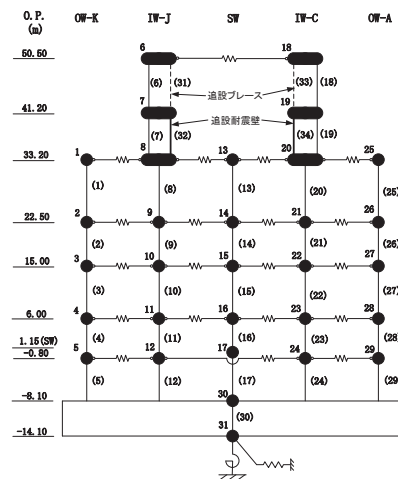 O.P. OW-K IW-J SW IW-C OW-A
(m)
50.50 6 18
(6) (31) (33) (18)
追設ブレース
41.20 7 19
追設耐震壁
(7) (32) (34) (19)
33.20 1 8 13 20 25
(1) (8) (13) (20) (25)
22.50 2 9 14 21 26
(2) (9) (14) (21) (26)
15.00 3 10 15 22 27
(3) (10) (15) (22) (27)
6.00 4 11 16 23 28
(4) (11) (16) (23) (28)
1.15(SW) 17
-0.80 5 12 24 29
(5) (12) (17) (24) (29)
-8.10 30
(30)
-14.10 31